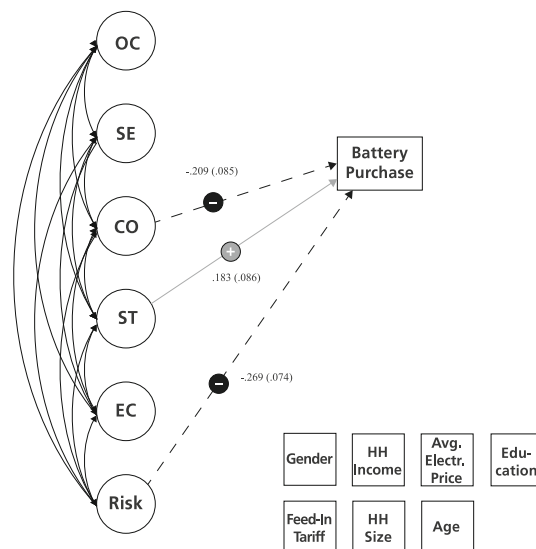 OC
SE
CO
ST
EC
Risk
-.209 (.085)
−
+
.183 (.086)
−
-.269 (.074)
Battery
Purchase
Gender
HH
Income
Avg.
Electr.
Price
Edu-
cation
Feed-In
Tariff
HH
Size
Age